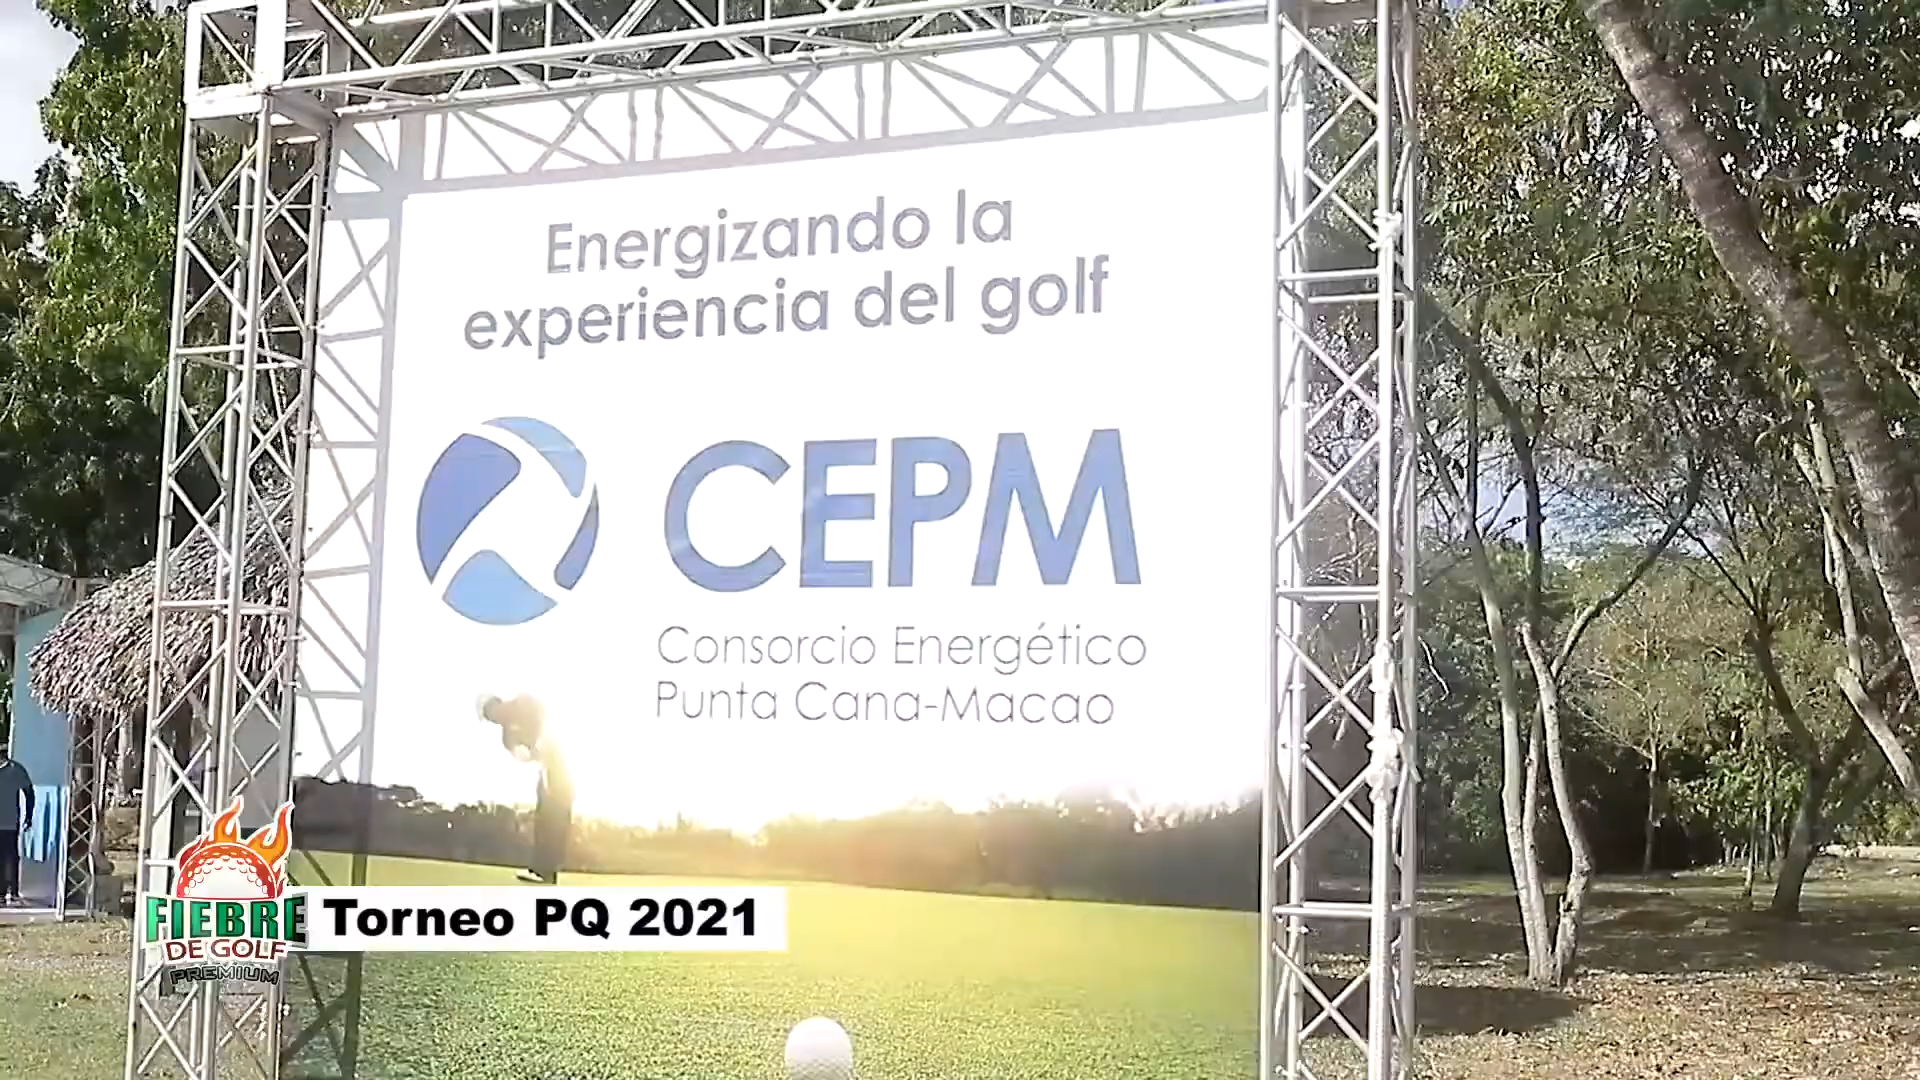 Energizando la
experiencia del golf
CEPM
Consorcio Energético
Punta Cana-Macao
FIEBRE
DE GOLF
PREMIUM
Torneo PQ 2021